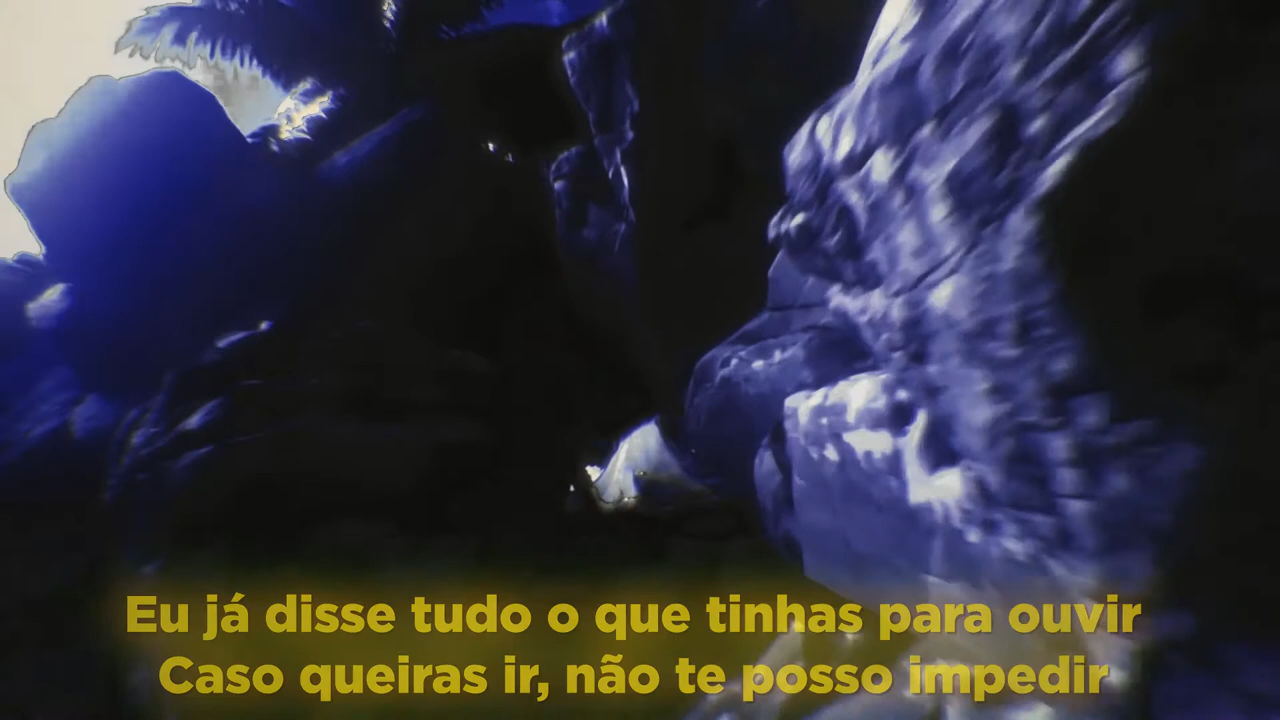 Eu já disse tudo o que tinhas para ouvir
Caso queiras ir, não te posso impedir